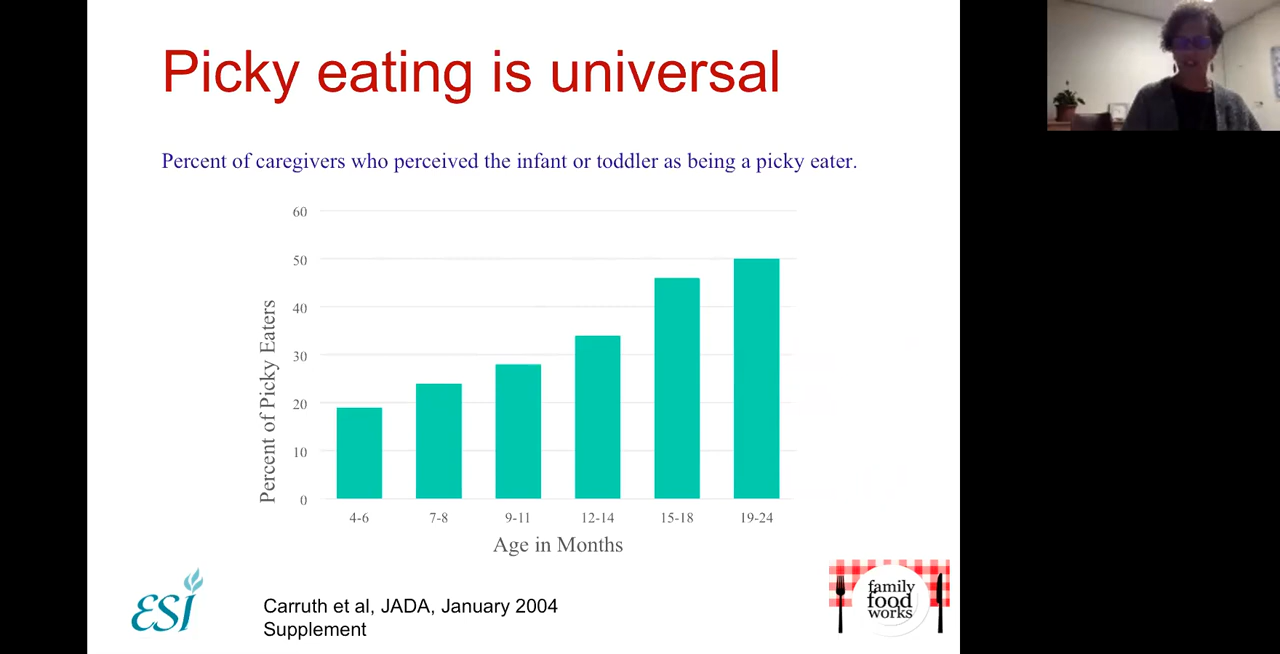 Picky eating is universal
Percent of caregivers who perceived the infant or toddler as being a picky eater.
Percent of Picky Eaters
60
50
40
30
20
10
0
4-6 7-8 9-11 12-14 15-18 19-24
Age in Months
ESI
Carruth et al, JADA, January 2004
Supplement
family
food
works